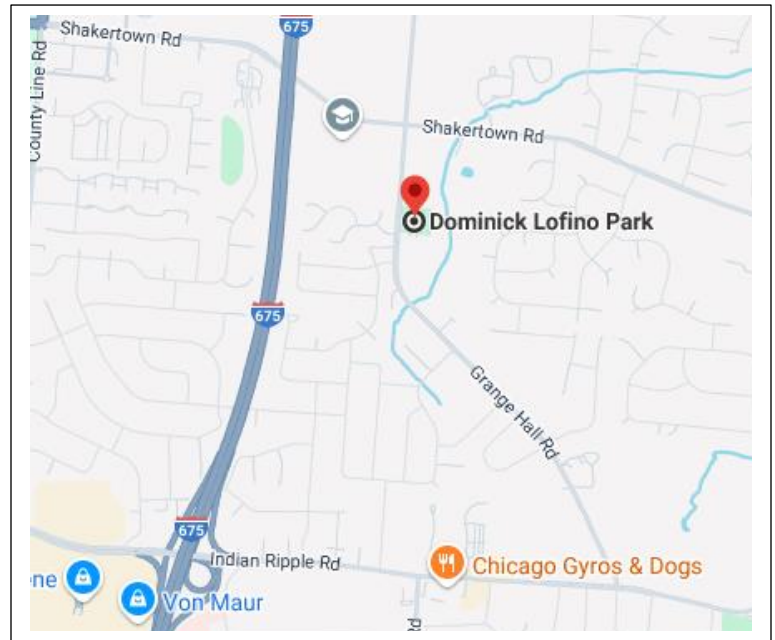 675
Shakertown Rd
County Line Rd
Shakertown Rd
Dominick Lofino Park
675
Grange Hall Rd
675
Indian Ripple Rd
Chicago Gyros & Dogs
ene
Von Maur